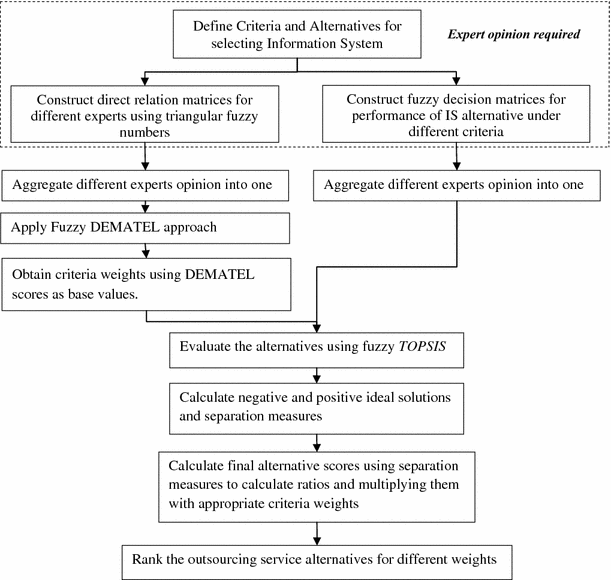 Define Criteria and Alternatives for
selecting Information System
Expert opinion required
Construct direct relation matrices for
different experts using triangular fuzzy
numbers
Construct fuzzy decision matrices for
performance of IS alternative under
different criteria
Aggregate different experts opinion into one
Aggregate different experts opinion into one
Apply Fuzzy DEMATEL approach
Obtain criteria weights using DEMATEL
scores as base values.
Evaluate the alternatives using fuzzy TOPSIS
Calculate negative and positive ideal solutions
and separation measures
Calculate final alternative scores using separation
measures to calculate ratios and multiplying them
with appropriate criteria weights
Rank the outsourcing service alternatives for different weights